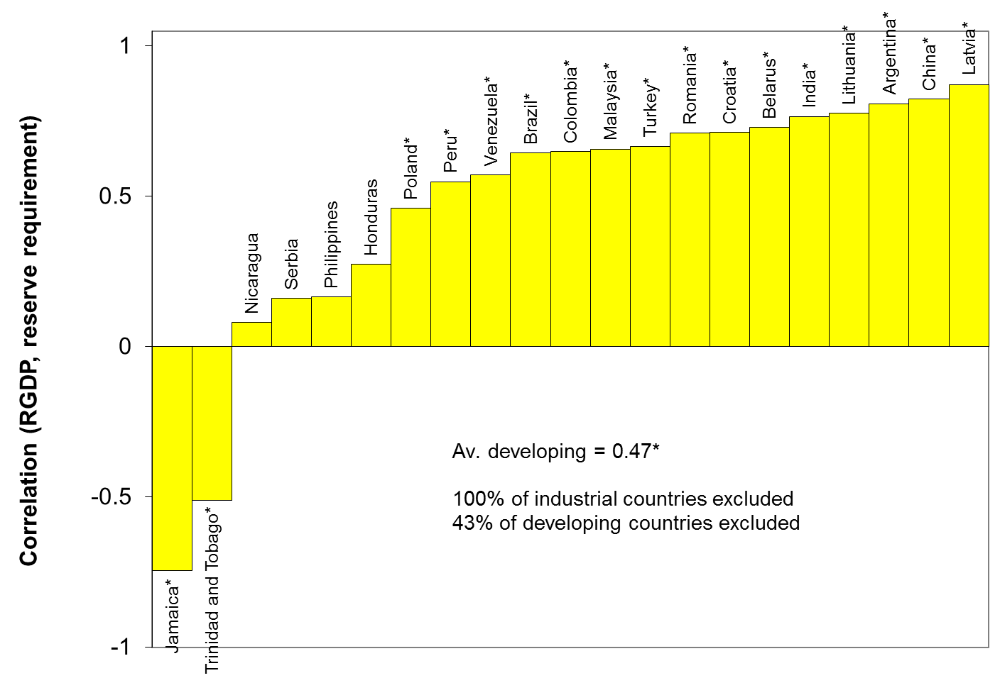 Correlation (RGDP, reserve requirement)
1
0.5
0
-0.5
-1
Jamaica*
Trinidad and Tobago*
Nicaragua
Serbia
Philippines
Honduras
Poland*
Peru*
Venezuela*
Brazil*
Colombia*
Malaysia*
Turkey*
Romania*
Croatia*
Belarus*
India*
Lithuania*
Argentina*
China*
Latvia*
Av. developing = 0.47*
100% of industrial countries excluded
43% of developing countries excluded